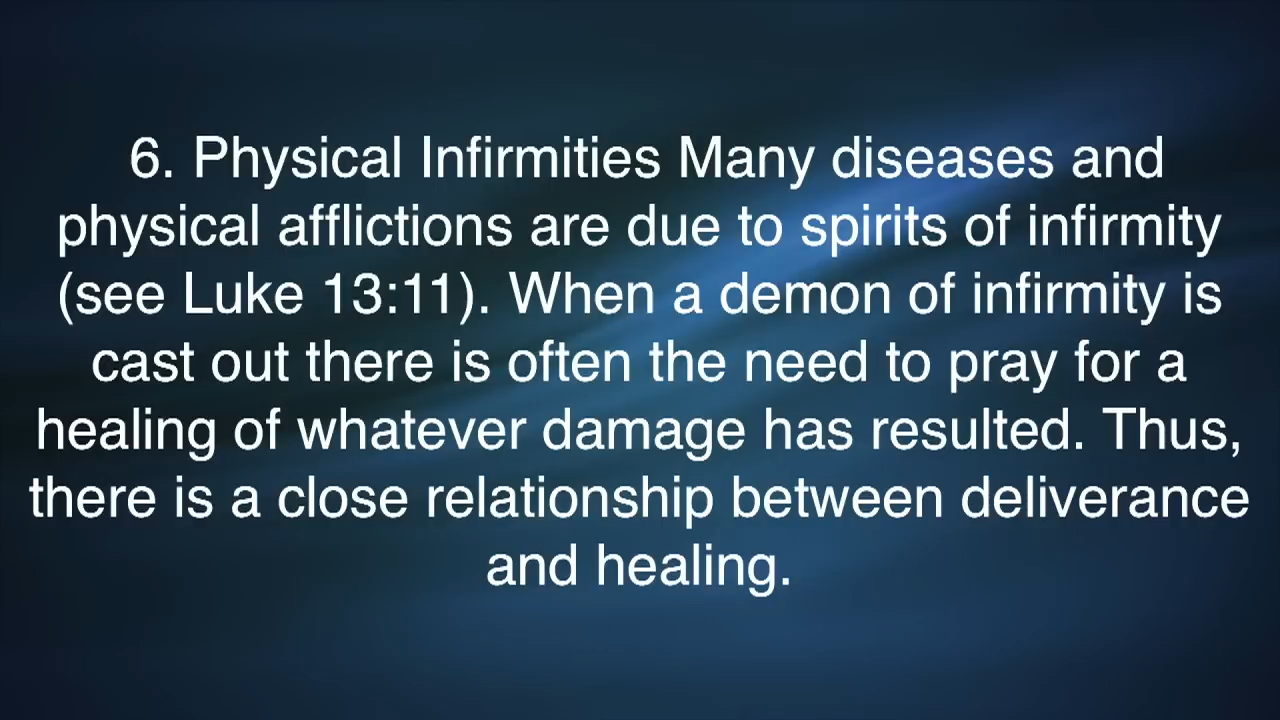 6. Physical Infirmities Many diseases and
physical afflictions are due to spirits of infirmity
(see Luke 13:11). When a demon of infirmity is
cast out there is often the need to pray for a
healing of whatever damage has resulted. Thus,
there is a close relationship between deliverance
and healing.